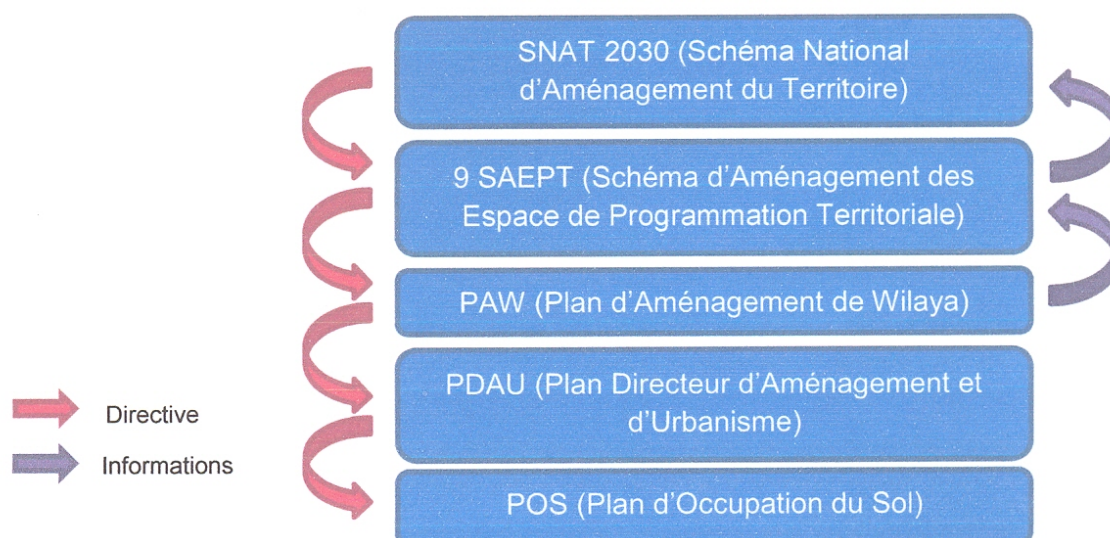 SNAT 2030 (Schéma National
d'Aménagement du Territoire)
9 SAEPT (Schéma d'Aménagement des
Espace de Programmation Territoriale)
PAW (Plan d'Aménagement de Wilaya)
PDAU (Plan Directeur d'Aménagement et
d'Urbanisme)
POS (Plan d'Occupation du Sol)
Directive
Informations